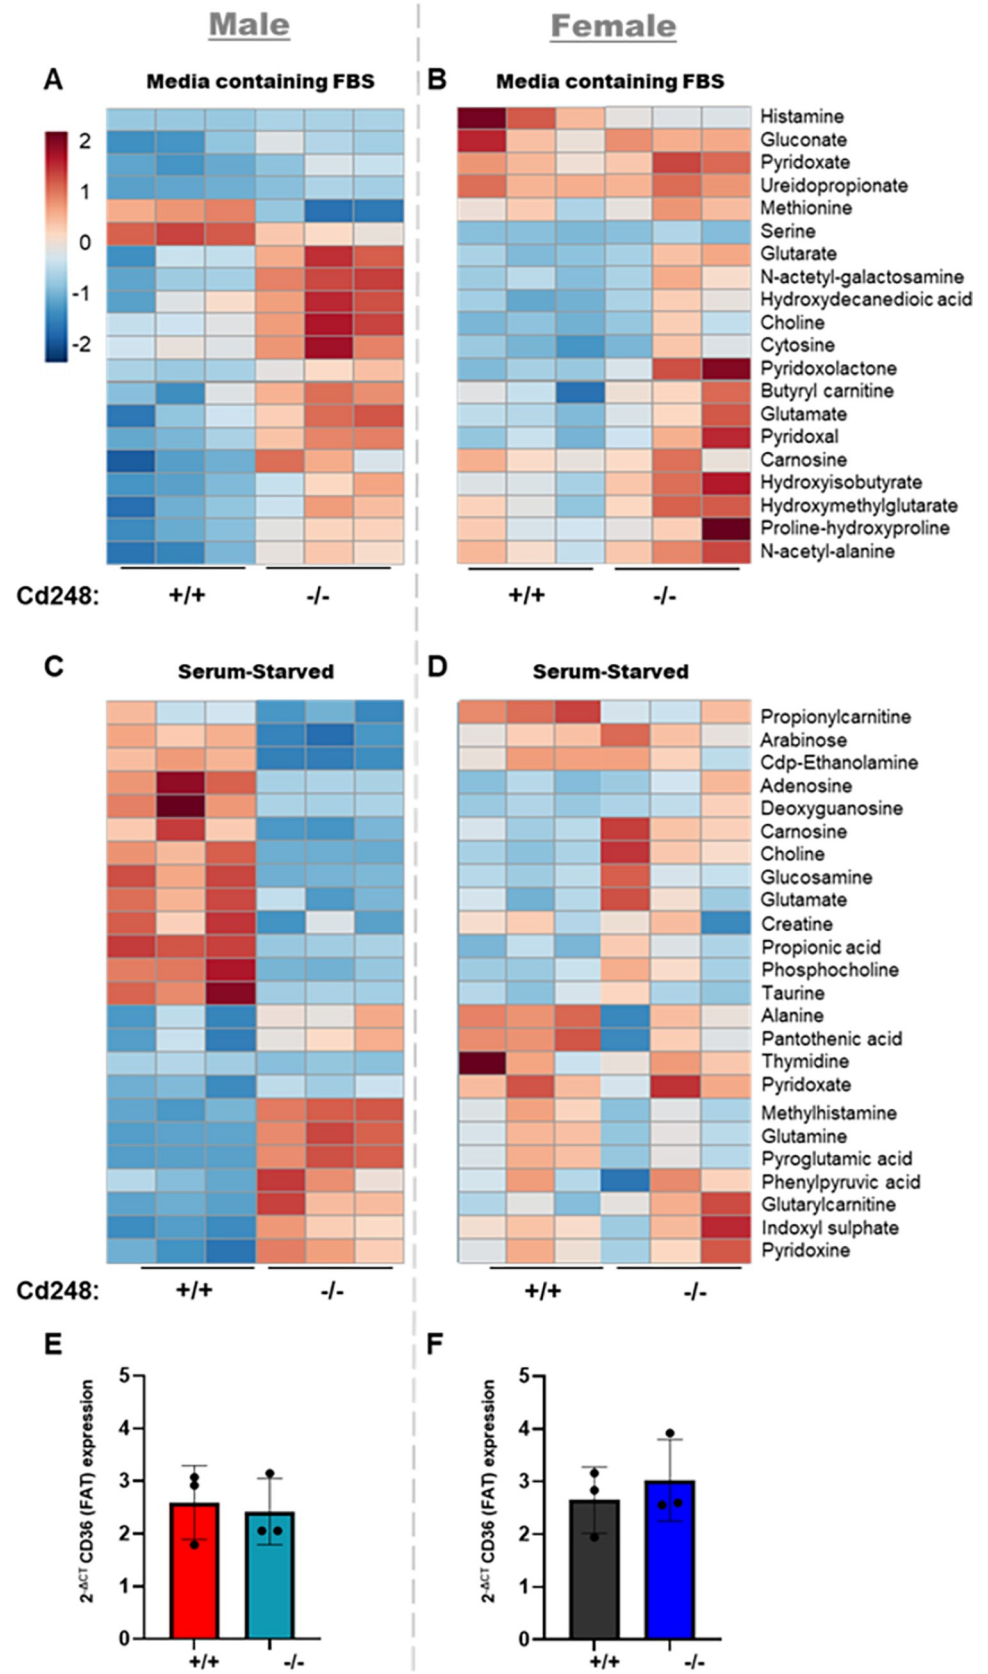 Male
Female
A
Media containing FBS
B
Media containing FBS
2
1
0
-1
-2
Histamine
Gluconate
Pyridoxate
Ureidopropionate
Methionine
Serine
Glutarate
N-actetyl-galactosamine
Hydroxydecanedioic acid
Choline
Cytosine
Pyridoxolactone
Butyryl carnitine
Glutamate
Pyridoxal
Carnosine
Hydroxyisobutyrate
Hydroxymethylglutarate
Proline-hydroxyproline
N-acetyl-alanine
Cd248:
+/+
-/-
+/+
-/-
C
Serum-Starved
D
Serum-Starved
Propionylcarnitine
Arabinose
Cdp-Ethanolamine
Adenosine
Deoxyguanosine
Carnosine
Choline
Glucosamine
Glutamate
Creatine
Propionic acid
Phosphocholine
Taurine
Alanine
Pantothenic acid
Thymidine
Pyridoxate
Methylhistamine
Glutamine
Pyroglutamic acid
Phenylpyruvic acid
Glutarylcarnitine
Indoxyl sulphate
Pyridoxine
Cd248:
+/+
-/-
+/+
-/-
E
2-ΔCT CD36 (FAT) expression
5
4
3
2
1
0
+/+
-/-
F
2-ΔCT CD36 (FAT) expression
5
4
3
2
1
0
+/+
-/-